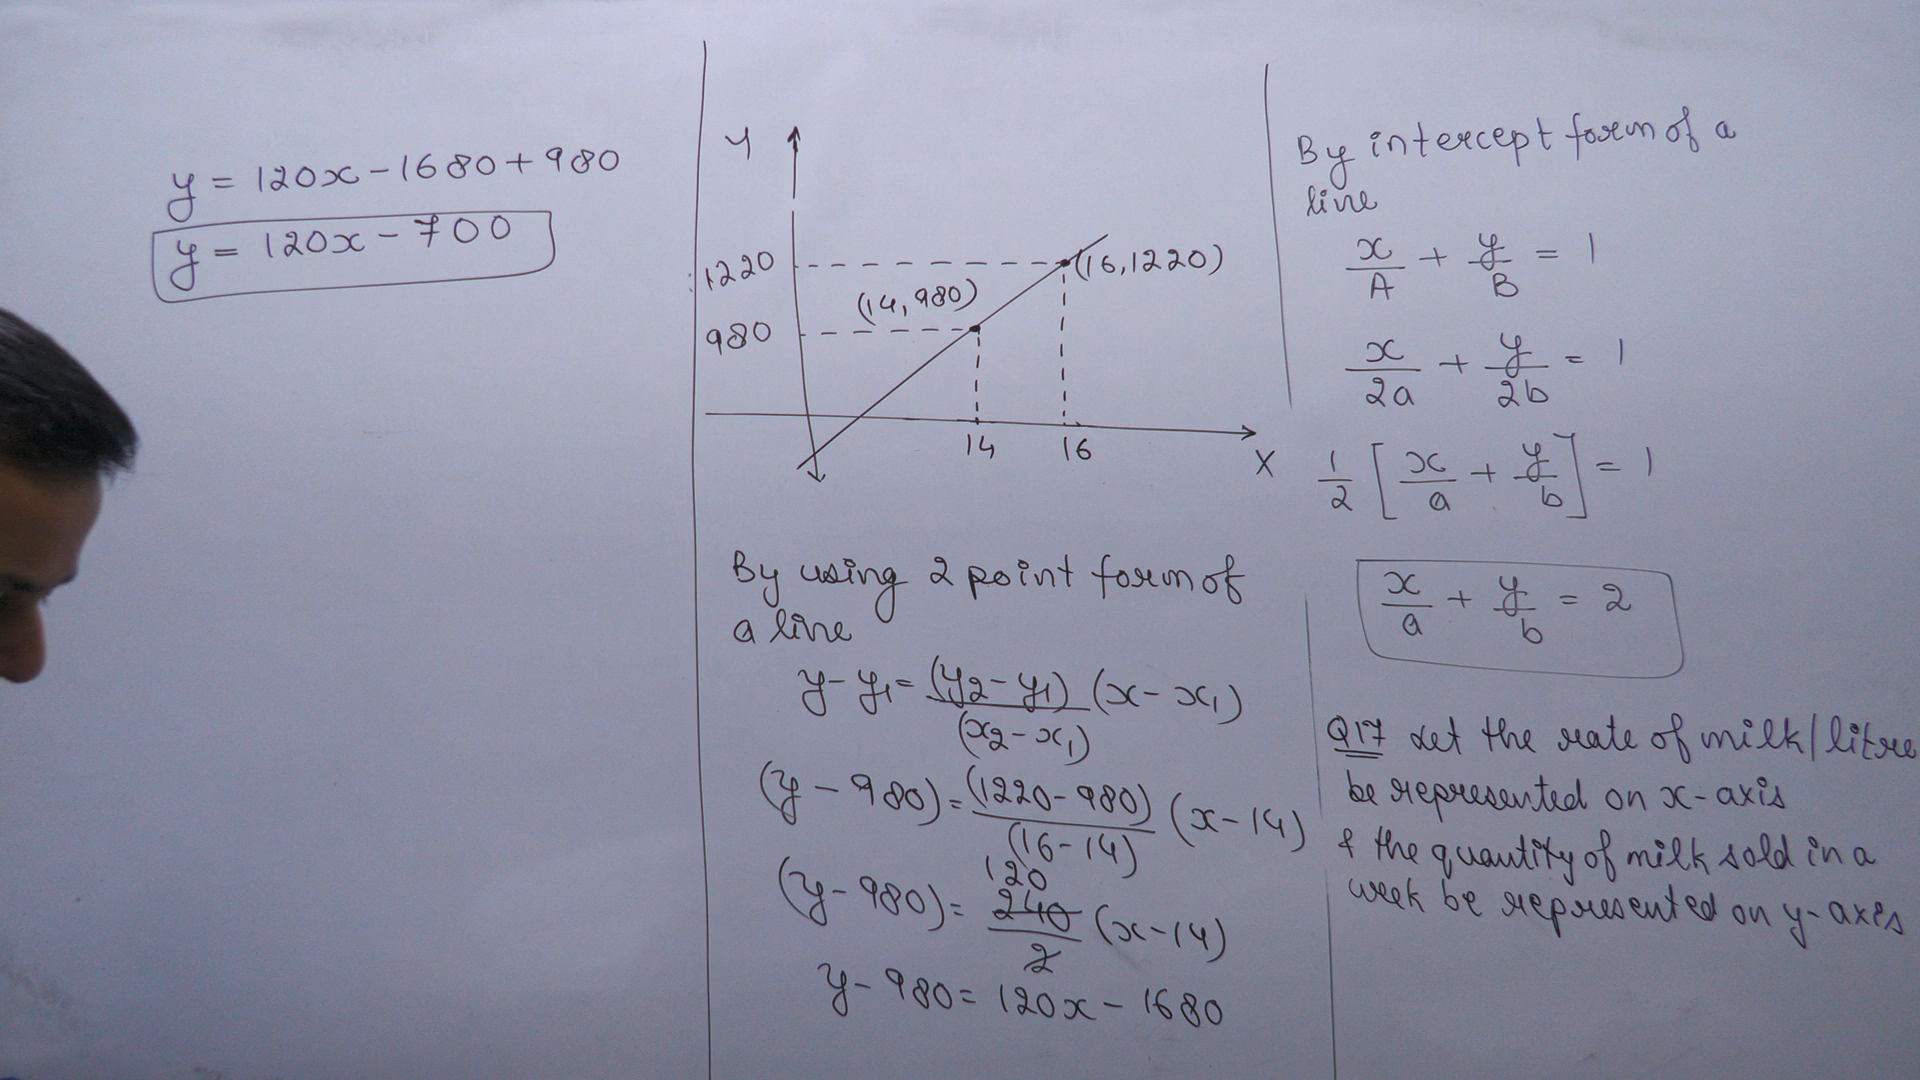 y = 120x - 1680 + 980
y = 120x - 700
Y
1220
980
(14, 980)
(16, 1220)
14
16
X
By using 2 point form of
a line
y - y₁ = (y₂ - y₁)/(x₂ - x₁) (x - x₁)
(y - 980) = (1220 - 980)/(16 - 14) (x - 14)
120
(y - 980) = 240/2 (x - 14)
y - 980 = 120x - 1680
By intercept form of a
line
x/A + y/B = 1
x/2a + y/2b = 1
1/2 [x/a + y/b] = 1
x/a + y/b = 2
Q17 Let the rate of milk/litre
be represented on x-axis
& the quantity of milk sold in a
week be represented on y-axis